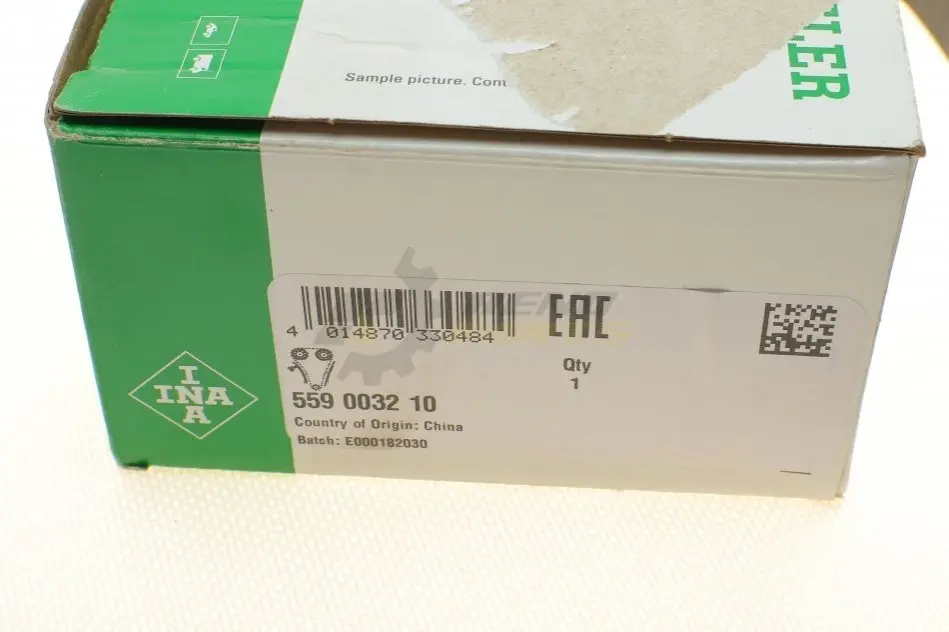 Sample picture. Com
LER
4 014870 330484
EAC
Qty
1
559 0032 10
Country of Origin: China
Batch: E000182030
I
INA
A